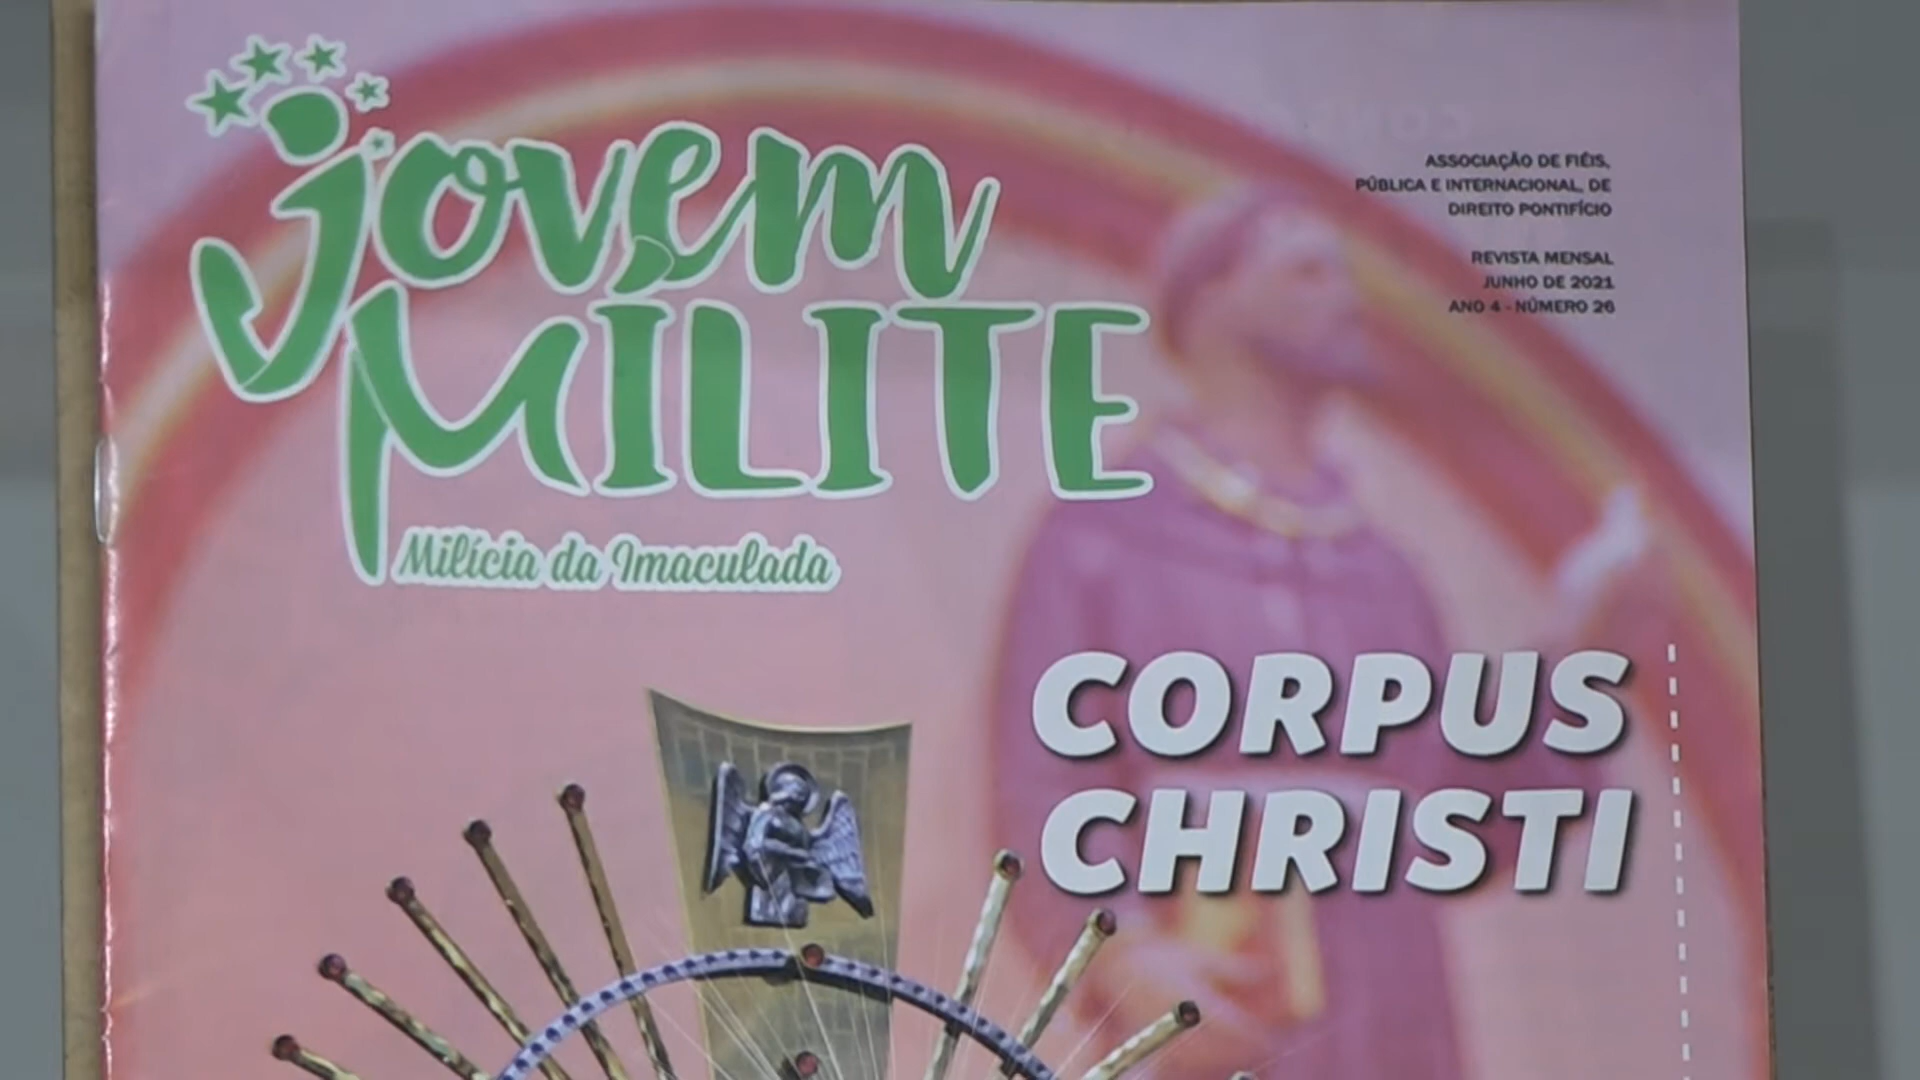 jovem
MÍLITE
Milícia da Imaculada
ASSOCIAÇÃO DE FIÉIS,
PÚBLICA E INTERNACIONAL, DE
DIREITO PONTIFÍCIO
REVISTA MENSAL
JUNHO DE 2021
ANO 4 - NÚMERO 26
CORPUS
CHRISTI